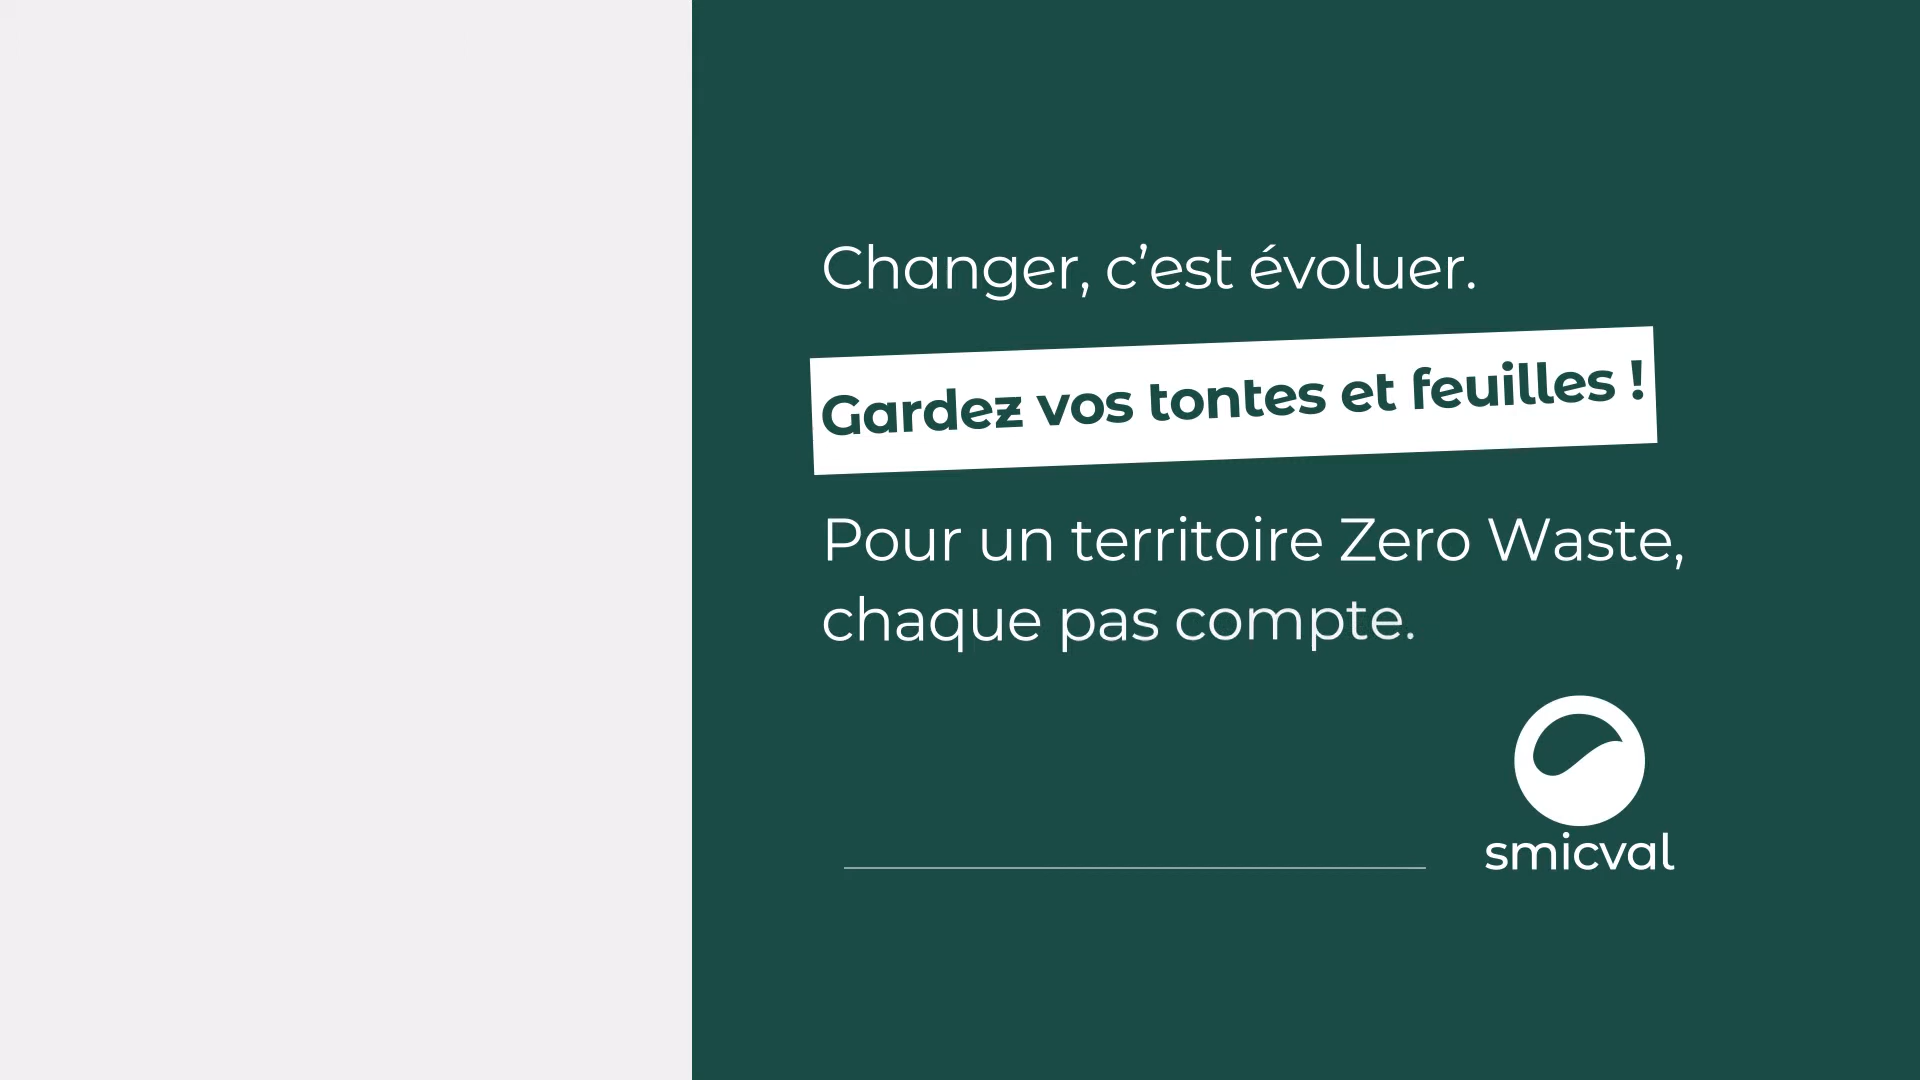 Changer, c’est évoluer.
Gardez vos tontes et feuilles !
Pour un territoire Zero Waste,
chaque pas compte.
smicval